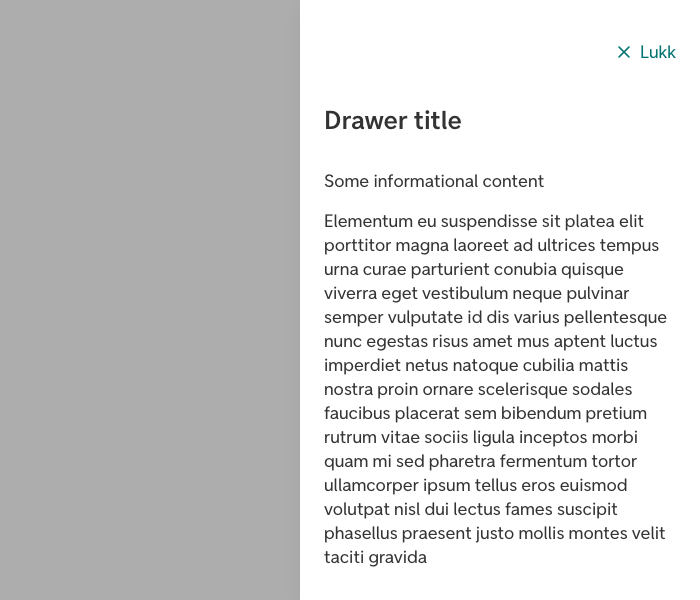 Lukk
Drawer title
Some informational content
Elementum eu suspendisse sit platea elit
porttitor magna laoreet ad ultrices tempus
urna curae parturient conubia quisque
viverra eget vestibulum neque pulvinar
semper vulputate id dis varius pellentesque
nunc egestas risus amet mus aptent luctus
imperdiet netus natoque cubilia mattis
nostra proin ornare scelerisque sodales
faucibus placerat sem bibendum pretium
rutrum vitae sociis ligula inceptos morbi
quam mi sed pharetra fermentum tortor
ullamcorper ipsum tellus eros euismod
volutpat nisl dui lectus fames suscipit
phasellus praesent justo mollis montes velit
taciti gravida